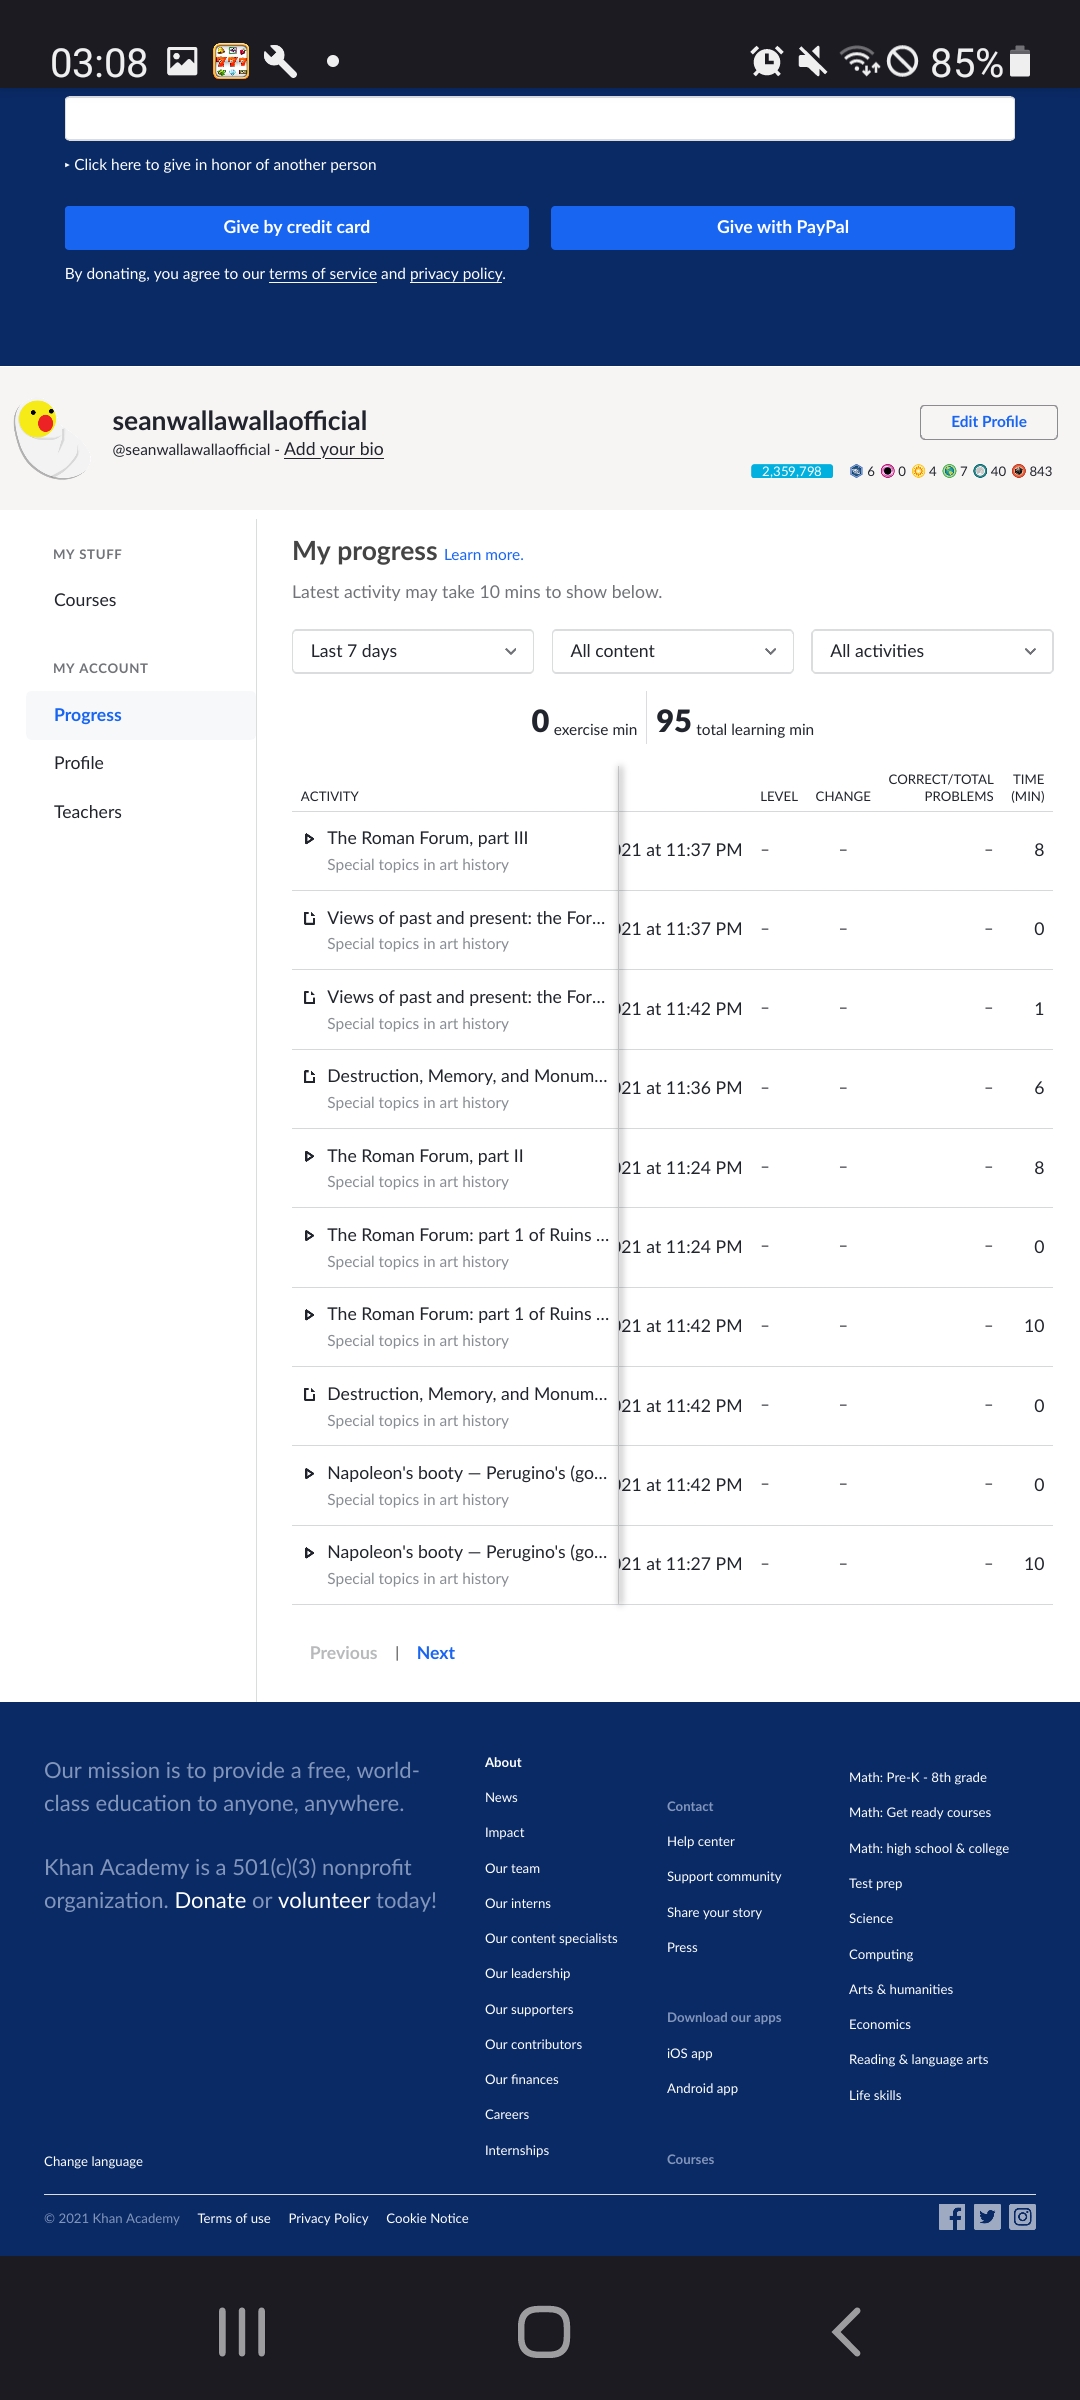 03:08
85%
‣ Click here to give in honor of another person
Give by credit card
Give with PayPal
By donating, you agree to our terms of service and privacy policy.
seanwallawallaofficial
@seanwallawallaofficial - Add your bio
Edit Profile
2,359,798 6 0 4 7 40 843
MY STUFF
Courses
MY ACCOUNT
Progress
Profile
Teachers
My progress Learn more.
Latest activity may take 10 mins to show below.
Last 7 days
All content
All activities
0 exercise min
95 total learning min
ACTIVITY LEVEL CHANGE CORRECT/TOTAL PROBLEMS TIME (MIN)
The Roman Forum, part III
Special topics in art history
21 at 11:37 PM – – – 8
Views of past and present: the For...
Special topics in art history
21 at 11:37 PM – – – 0
Views of past and present: the For...
Special topics in art history
21 at 11:42 PM – – – 1
Destruction, Memory, and Monum...
Special topics in art history
21 at 11:36 PM – – – 6
The Roman Forum, part II
Special topics in art history
21 at 11:24 PM – – – 8
The Roman Forum: part 1 of Ruins ...
Special topics in art history
21 at 11:24 PM – – – 0
The Roman Forum: part 1 of Ruins ...
Special topics in art history
21 at 11:42 PM – – – 10
Destruction, Memory, and Monum...
Special topics in art history
21 at 11:42 PM – – – 0
Napoleon's booty — Perugino's (go...
Special topics in art history
21 at 11:42 PM – – – 0
Napoleon's booty — Perugino's (go...
Special topics in art history
21 at 11:27 PM – – – 10
Previous | Next
Our mission is to provide a free, world-
class education to anyone, anywhere.
Khan Academy is a 501(c)(3) nonprofit
organization. Donate or volunteer today!
Change language
About
News
Impact
Our team
Our interns
Our content specialists
Our leadership
Our supporters
Our contributors
Our finances
Careers
Internships
Contact
Help center
Support community
Share your story
Press
Download our apps
iOS app
Android app
Courses
Math: Pre-K - 8th grade
Math: Get ready courses
Math: high school & college
Test prep
Science
Computing
Arts & humanities
Economics
Reading & language arts
Life skills
© 2021 Khan Academy Terms of use Privacy Policy Cookie Notice